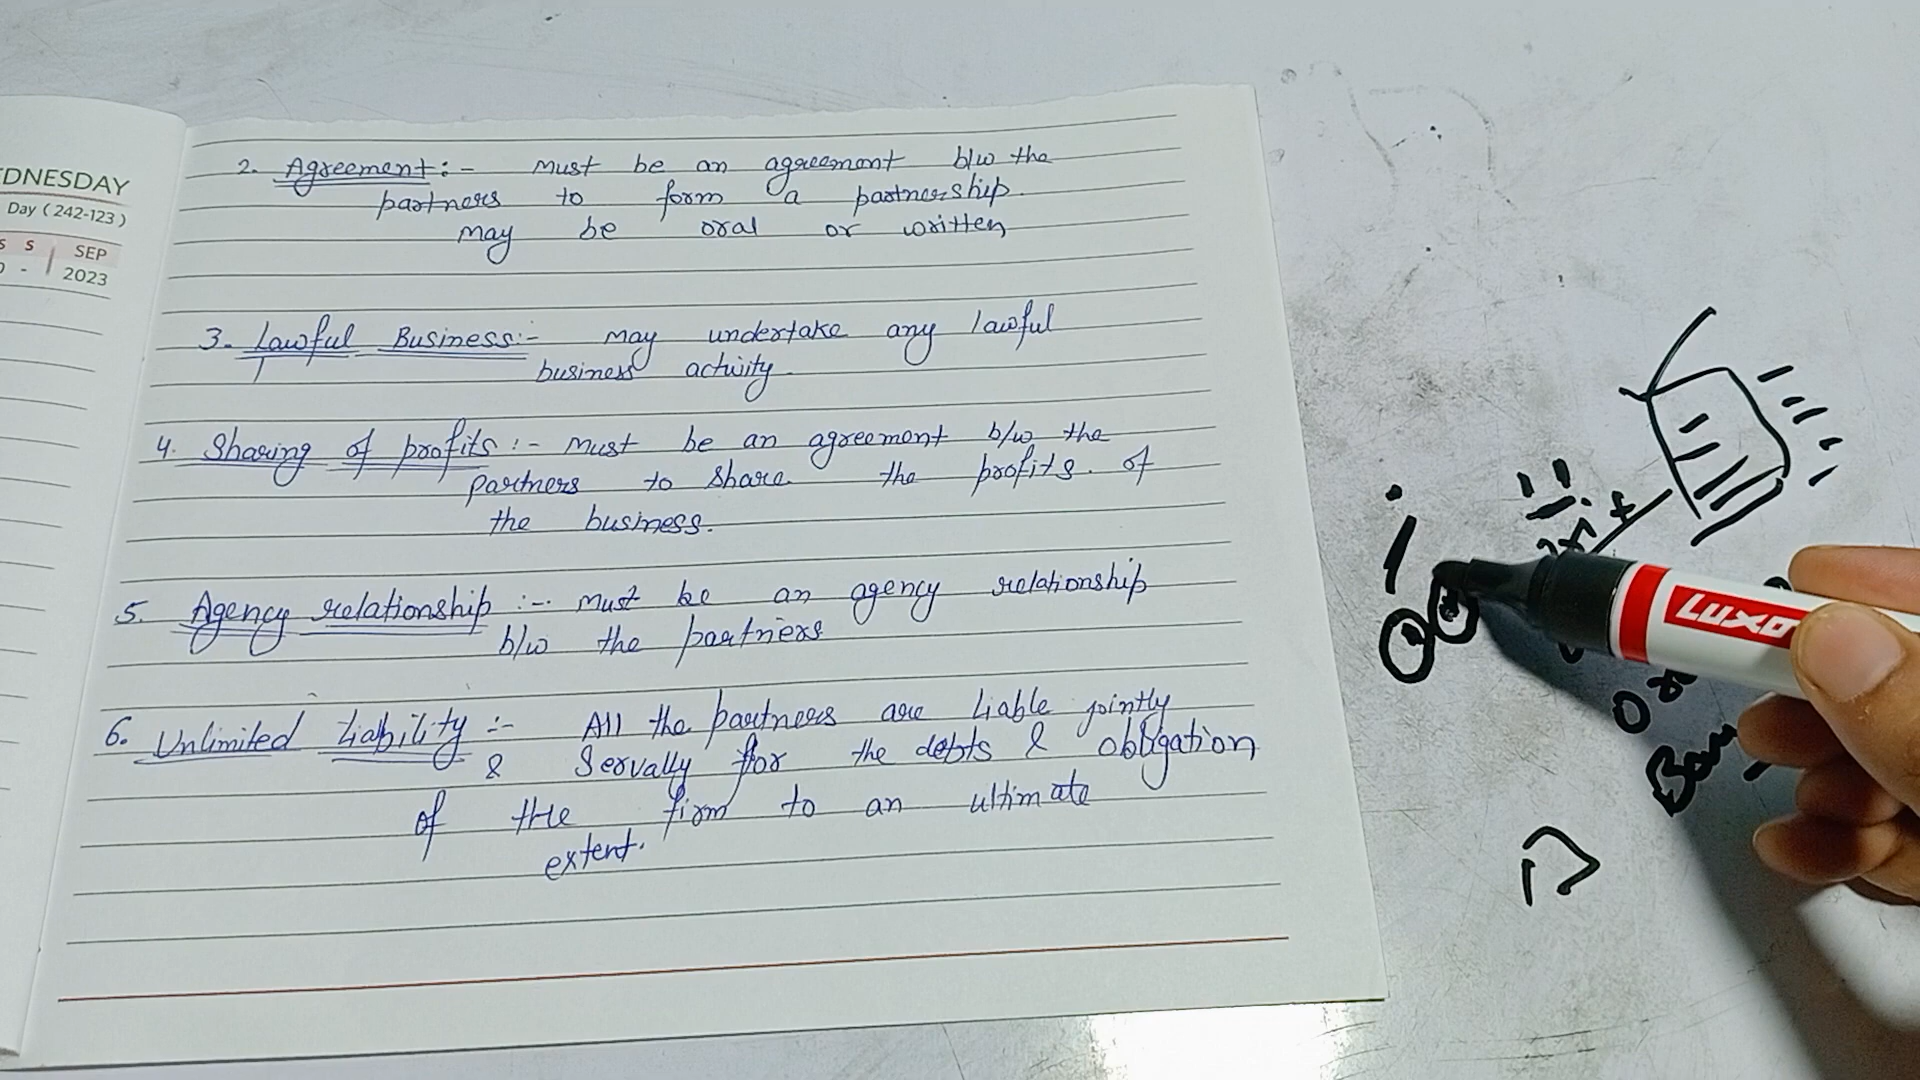 DNESDAY
Day (242-123)
S S SEP
2023
2. Agreement:- Must be an agreement b/w the
partners to form a partnership.
may be oral or written
3. Lawful Business:- may undertake any lawful
business activity
4. Sharing of profits:- Must be an agreement b/w the
partners to share the profits. of
the business.
5. Agency relationship:- must be an agency relationship
b/w the partners
6. Unlimited Liability:- All the partners are liable jointly
& Servally for the debts & obligation
of the firm to an ultimate
extent.
Luxo